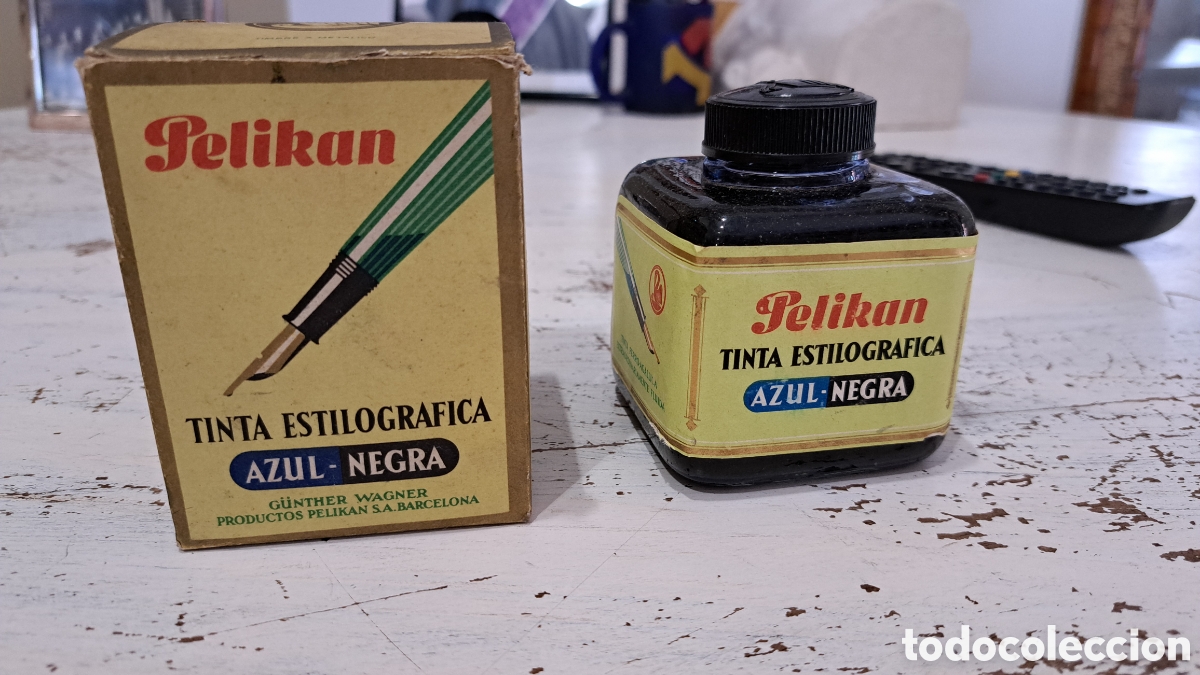 Pelikan
TINTA ESTILOGRAFICA
AZUL-NEGRA
GÜNTHER WAGNER
PRODUCTOS PELIKAN S.A. BARCELONA
Pelikan
TINTA ESTILOGRAFICA
AZUL-NEGRA
todocoleccion